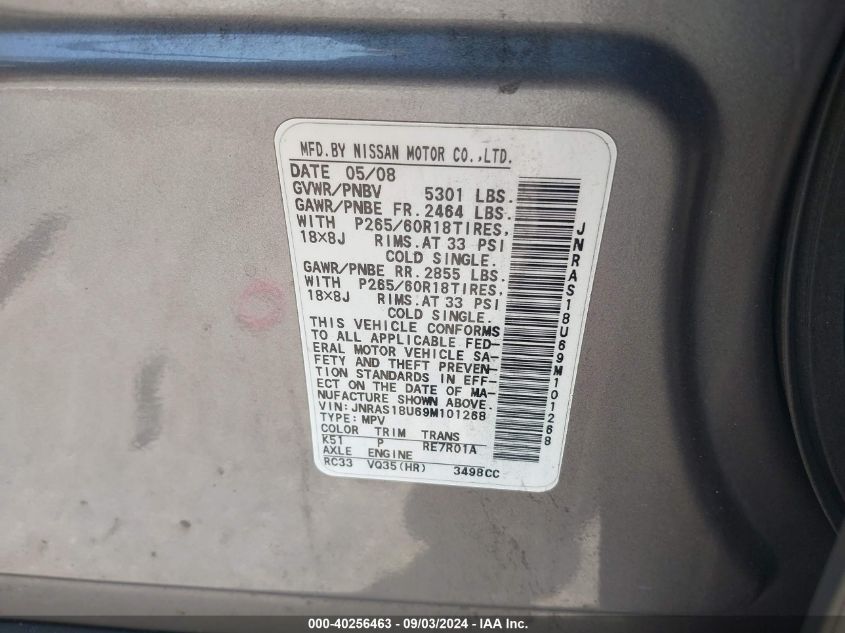 MFD.BY NISSAN MOTOR CO.,LTD.
DATE 05/08
GVWR/PNBV 5301 LBS.
GAWR/PNBE FR. 2464 LBS.
WITH P265/60R18TIRES,
18×8J RIMS.AT 33 PSI
COLD SINGLE.
GAWR/PNBE RR. 2855 LBS.
WITH P265/60R18TIRES,
18×8J RIMS.AT 33 PSI
COLD SINGLE.
THIS VEHICLE CONFORMS
TO ALL APPLICABLE FED-
ERAL MOTOR VEHICLE SA-
FETY AND THEFT PREVEN-
TION STANDARDS IN EFF-
ECT ON THE DATE OF MA-
NUFACTURE SHOWN ABOVE.
VIN: JNRAS18U69M101268
TYPE: MPV
COLOR TRIM TRANS
K51 P RE7R01A
AXLE ENGINE
RC33 VQ35(HR) 3498CC
JNRAS18U69M101268
000-40256463 - 09/03/2024 - IAAI.com Inc.